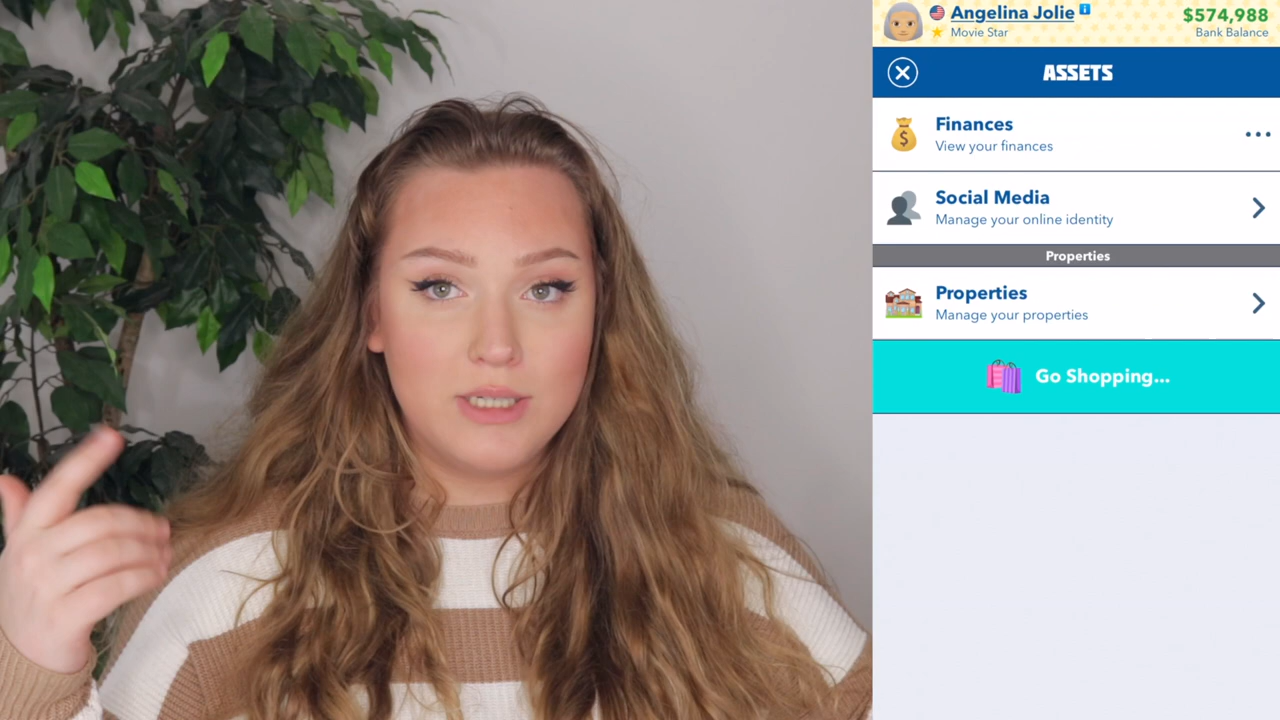 Angelina Jolie
Movie Star
$574,988
Bank Balance
ASSETS
Finances
View your finances
Social Media
Manage your online identity
Properties
Properties
Manage your properties
Go Shopping...